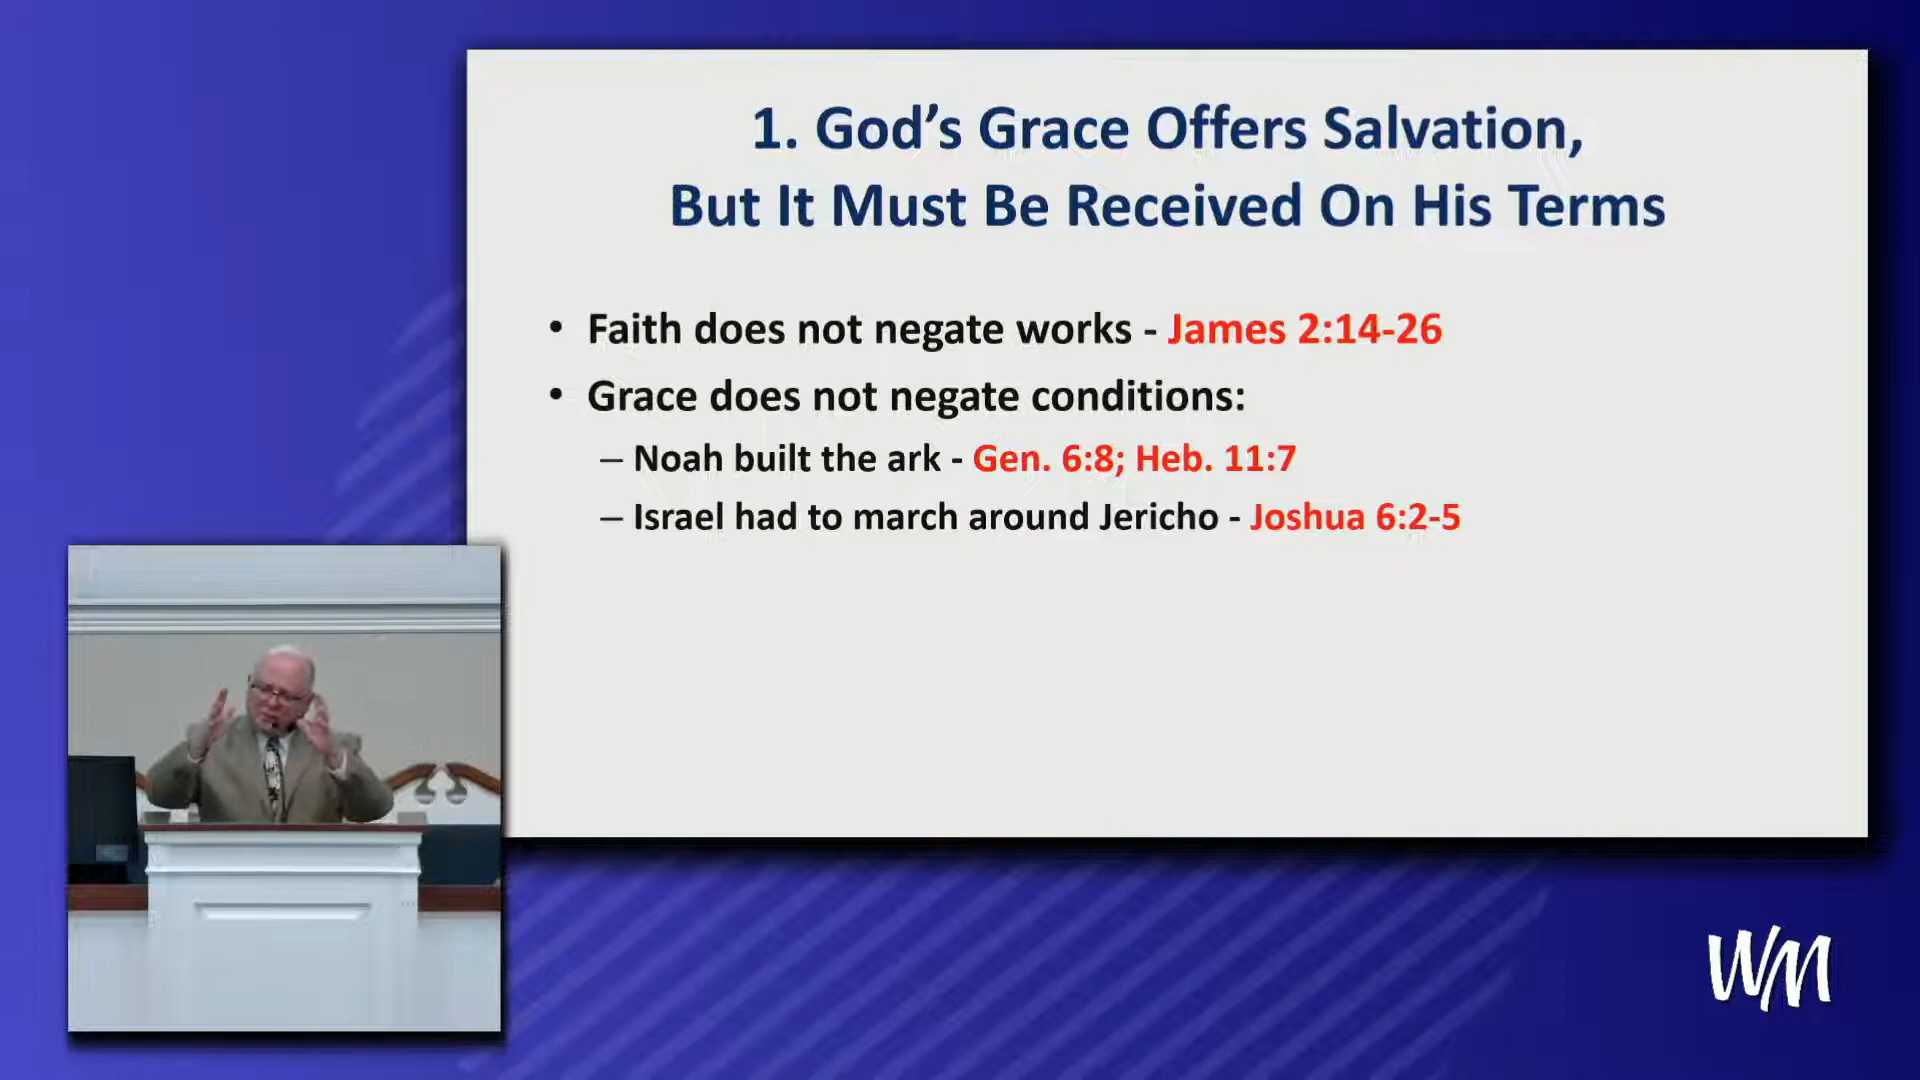 1. God’s Grace Offers Salvation,
But It Must Be Received On His Terms
• Faith does not negate works - James 2:14-26
• Grace does not negate conditions:
– Noah built the ark - Gen. 6:8; Heb. 11:7
– Israel had to march around Jericho - Joshua 6:2-5
WM